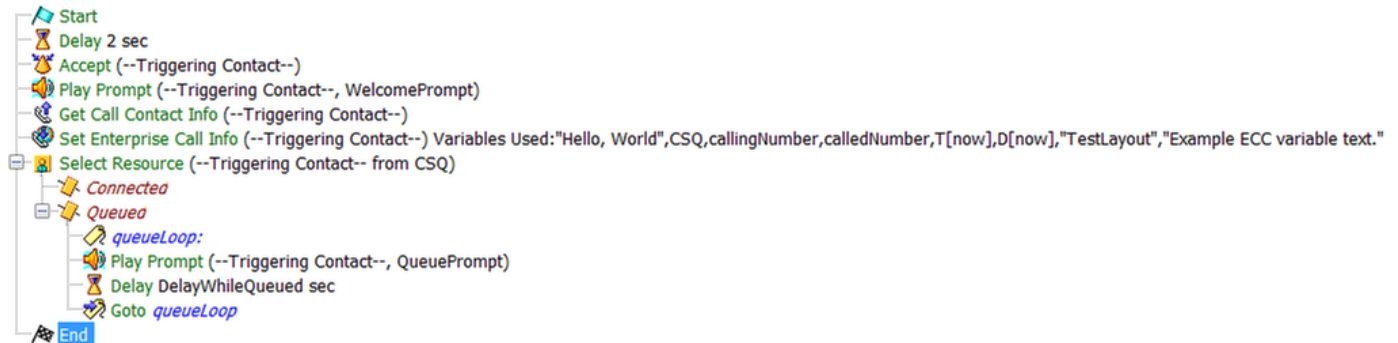 Start
Delay 2 sec
Accept (--Triggering Contact--)
Play Prompt (--Triggering Contact--, WelcomePrompt)
Get Call Contact Info (--Triggering Contact--)
Set Enterprise Call Info (--Triggering Contact--) Variables Used:"Hello, World",CSQ,callingNumber,calledNumber,T[now],D[now],"TestLayout","Example ECC variable text."
Select Resource (--Triggering Contact-- from CSQ)
Connected
Queued
queueLoop:
Play Prompt (--Triggering Contact--, QueuePrompt)
Delay DelayWhileQueued sec
Goto queueLoop
End